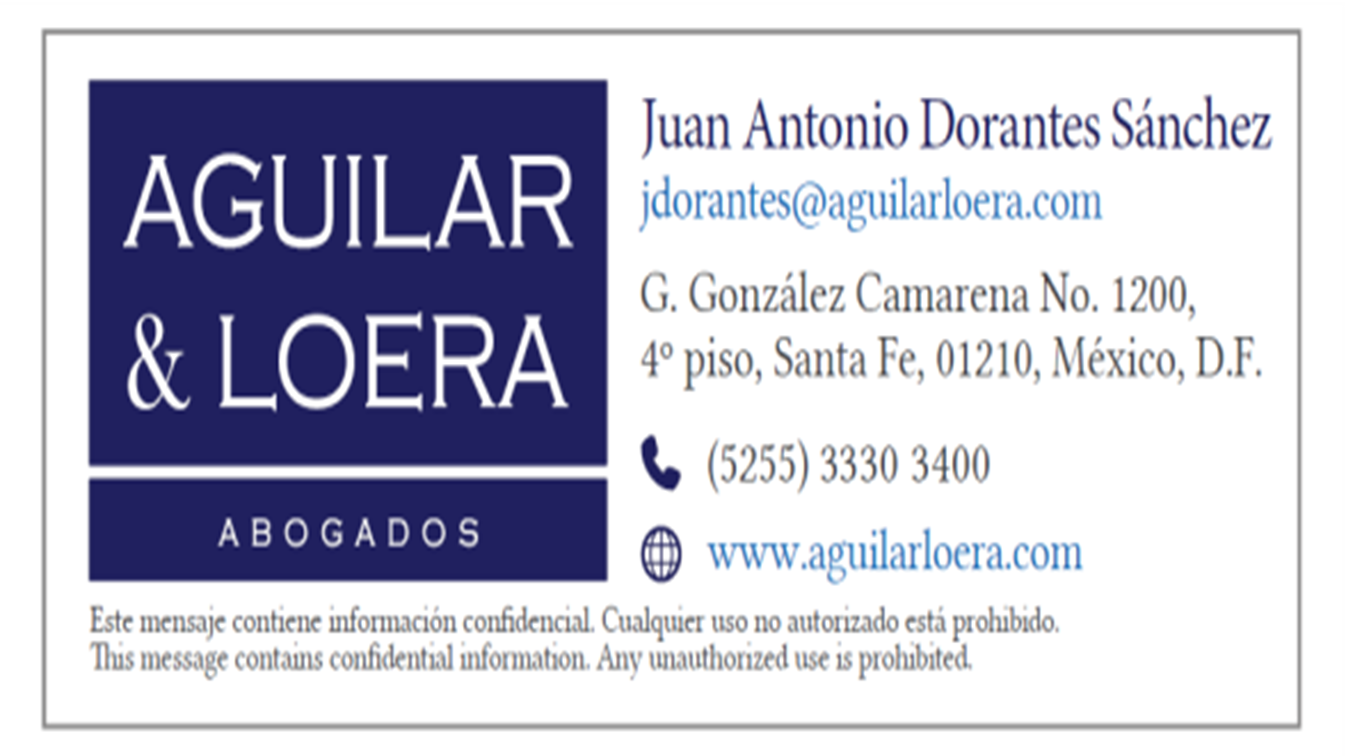 AGUILAR
& LOERA
ABOGADOS
Juan Antonio Dorantes Sánchez
jdorantes@aguilarloera.com
G. González Camarena No. 1200,
4º piso, Santa Fe, 01210, México, D.F.
(5255) 3330 3400
www.aguilarloera.com
Este mensaje contiene información confidencial. Cualquier uso no autorizado está prohibido.
This message contains confidential information. Any unauthorized use is prohibited.